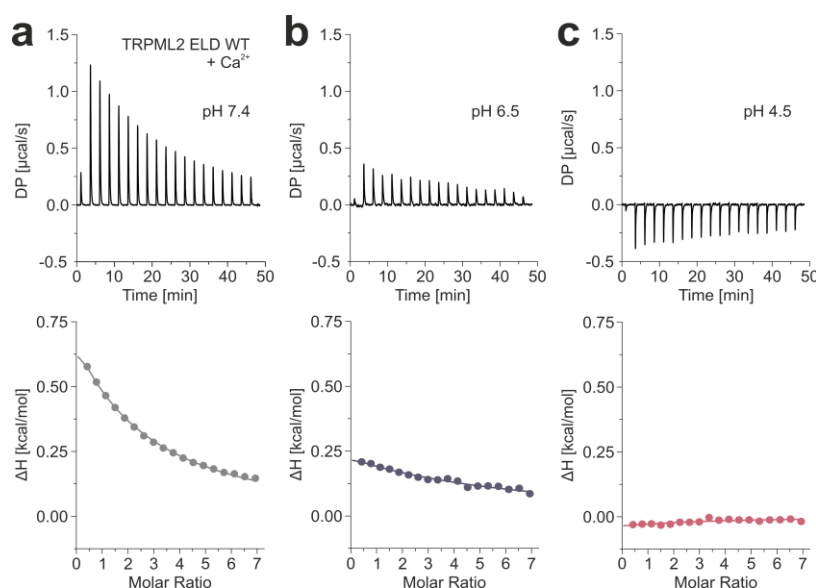 a
TRPML2 ELD WT
+ Ca²⁺
pH 7.4
DP [µcal/s]
1.5
1.0
0.5
0.0
-0.5
0 10 20 30 40 50
Time [min]
b
pH 6.5
DP [µcal/s]
1.5
1.0
0.5
0.0
-0.5
0 10 20 30 40 50
Time [min]
c
pH 4.5
DP [µcal/s]
1.5
1.0
0.5
0.0
-0.5
0 10 20 30 40 50
Time [min]
ΔH [kcal/mol]
0.75
0.50
0.25
0.00
0 1 2 3 4 5 6 7
Molar Ratio
ΔH [kcal/mol]
0.75
0.50
0.25
0.00
0 1 2 3 4 5 6 7
Molar Ratio
ΔH [kcal/mol]
0.75
0.50
0.25
0.00
0 1 2 3 4 5 6 7
Molar Ratio